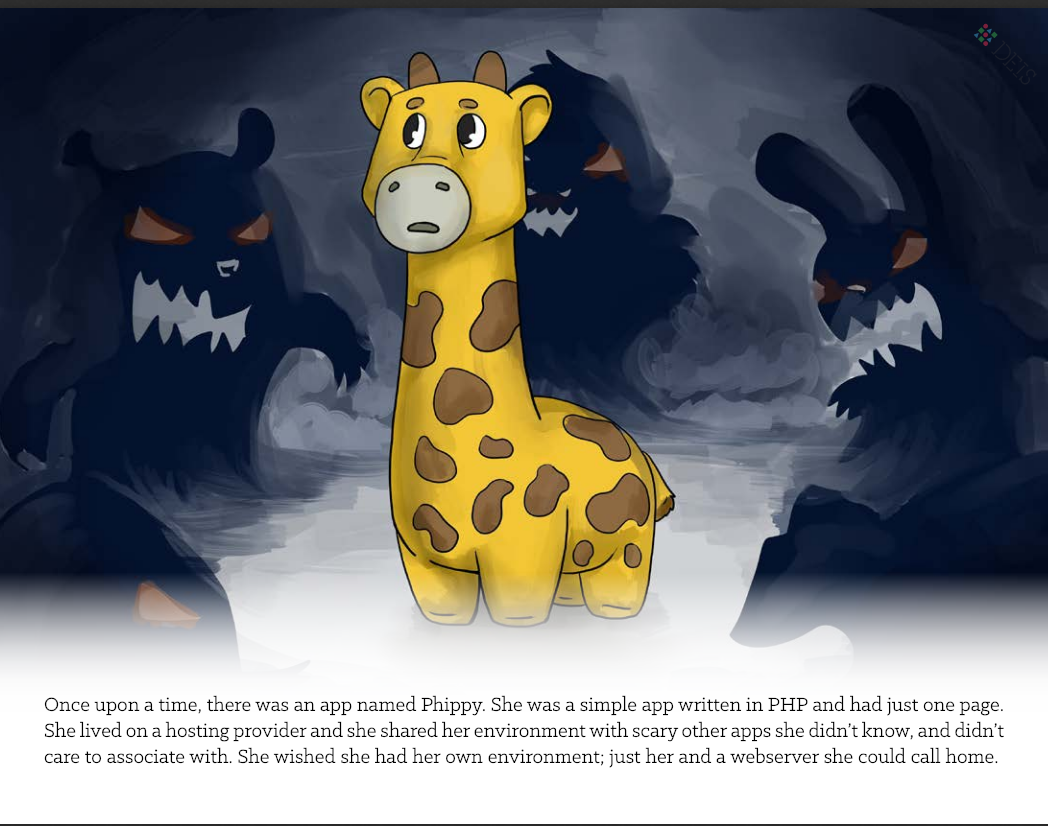 DEIS
Once upon a time, there was an app named Phippy. She was a simple app written in PHP and had just one page.
She lived on a hosting provider and she shared her environment with scary other apps she didn’t know, and didn’t
care to associate with. She wished she had her own environment; just her and a webserver she could call home.